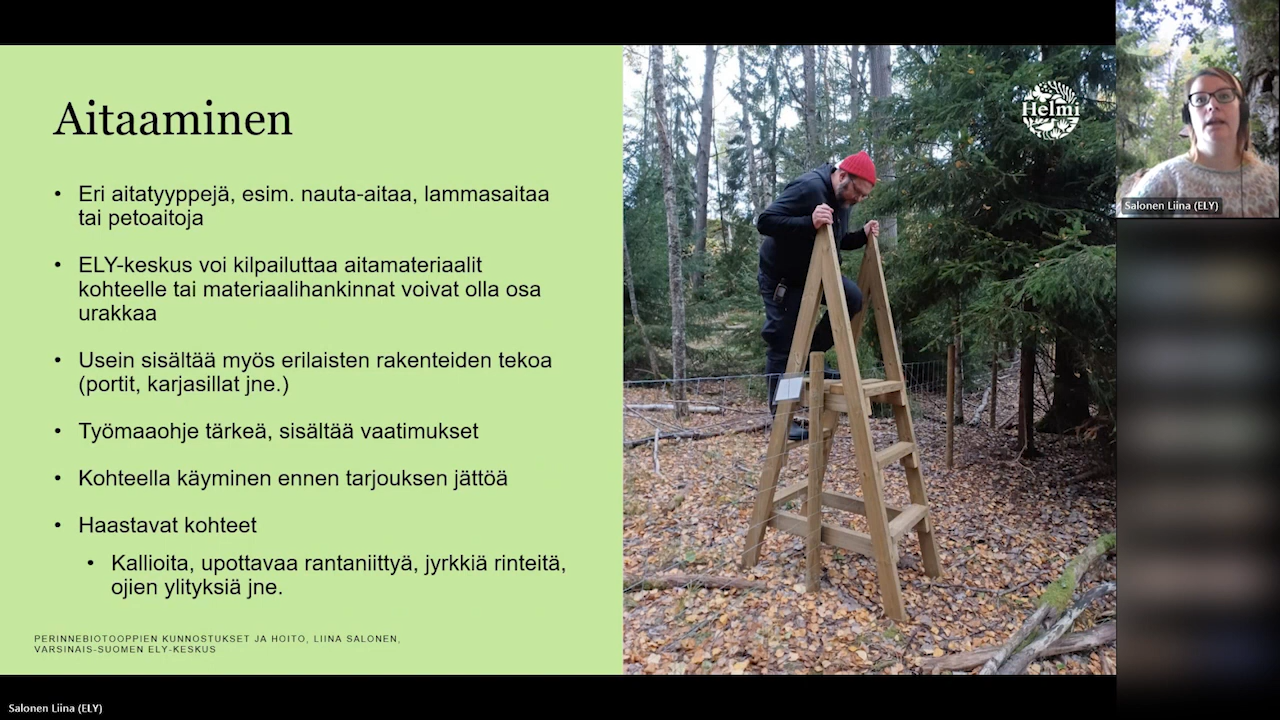 Aitaaminen
• Eri aitatyyppejä, esim. nauta-aitaa, lammasaitaa
tai petoaitoja
• ELY-keskus voi kilpailuttaa aitamateriaalit
kohteelle tai materiaalihankinnat voivat olla osa
urakkaa
• Usein sisältää myös erilaisten rakenteiden tekoa
(portit, karjasillat jne.)
• Työmaaohje tärkeä, sisältää vaatimukset
• Kohteella käyminen ennen tarjouksen jättöä
• Haastavat kohteet
• Kallioita, upottavaa rantaniittyä, jyrkkiä rinteitä,
ojien ylityksiä jne.
PERINNEBIOTOOPPIEN KUNNOSTUKSET JA HOITO, LIINA SALONEN,
VARSINAIS-SUOMEN ELY-KESKUS
Helmi
Salonen Liina (ELY)
Salonen Liina (ELY)